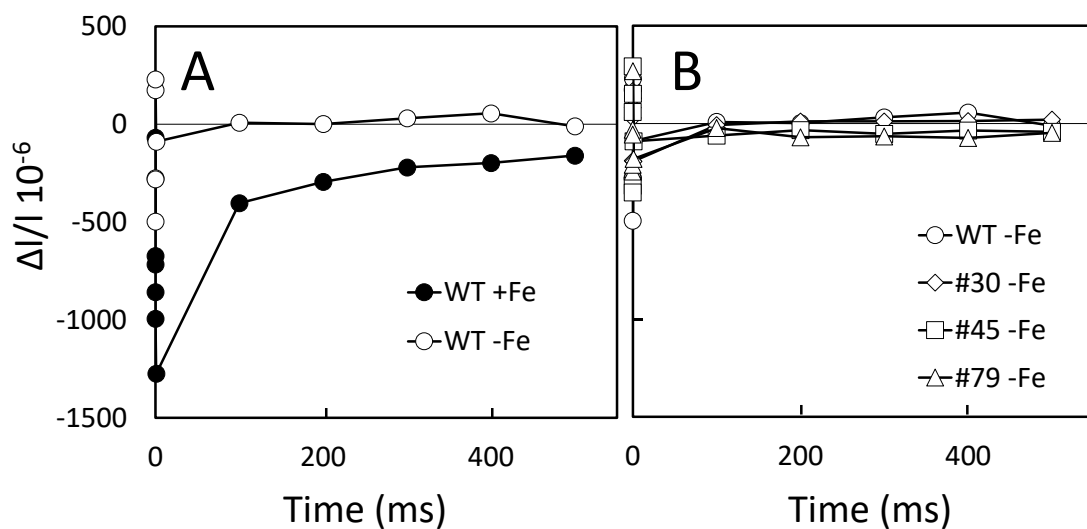 A
B
ΔI/I 10-6
500
0
-500
-1000
-1500
WT +Fe
WT -Fe
WT -Fe
#30 -Fe
#45 -Fe
#79 -Fe
0
200
400
0
200
400
Time (ms)
Time (ms)